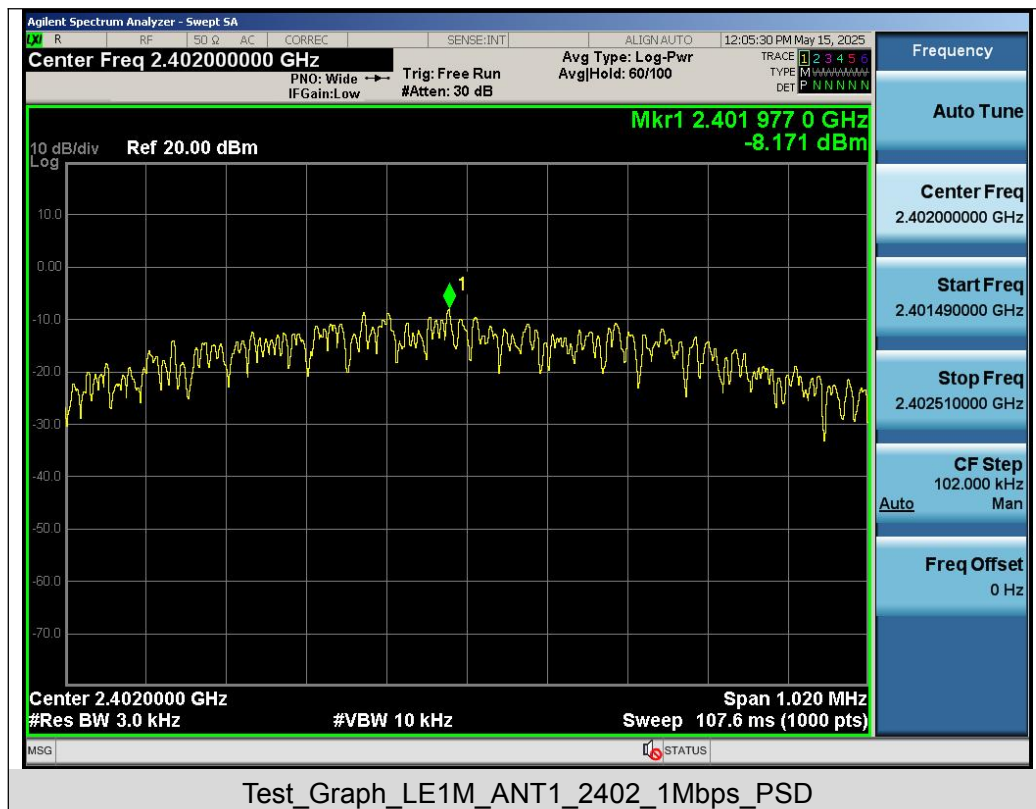 Agilent Spectrum Analyzer - Swept SA
LXI R RF 50 Ω AC CORREC SENSE:INT ALIGN AUTO 12:05:30 PM May 15, 2025
Center Freq 2.402000000 GHz
PNO: Wide
IFGain:Low
Trig: Free Run
#Atten: 30 dB
Avg Type: Log-Pwr
Avg|Hold: 60/100
TRACE 1 2 3 4 5 6
TYPE M W W W W W
DET P N N N N N
Mkr1 2.401 977 0 GHz
-8.171 dBm
10 dB/div
Log
Ref 20.00 dBm
10.0
0.00
-10.0
-20.0
-30.0
-40.0
-50.0
-60.0
-70.0
1
Center 2.4020000 GHz
Span 1.020 MHz
#Res BW 3.0 kHz
#VBW 10 kHz
Sweep 107.6 ms (1000 pts)
MSG
STATUS
Frequency
Auto Tune
Center Freq
2.402000000 GHz
Start Freq
2.401490000 GHz
Stop Freq
2.402510000 GHz
CF Step
102.000 kHz
Auto Man
Freq Offset
0 Hz
Test_Graph_LE1M_ANT1_2402_1Mbps_PSD